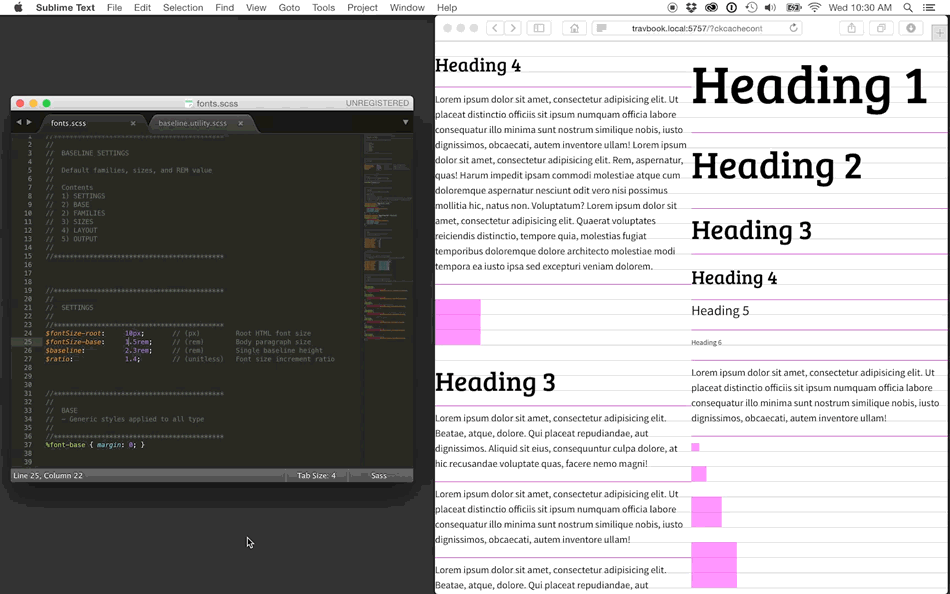 Sublime Text File Edit Selection Find View Goto Tools Project Window Help Wed 10:30 AM
fonts.scss UNREGISTERED
fonts.scss baseline.utility.scss
1 //****************************************
2 //
3 // BASELINE SETTINGS
4 //
5 // Default families, sizes, and REM value
6 //
7 // Contents
8 // 1) SETTINGS
9 // 2) BASE
10 // 2) FAMILIES
11 // 3) SIZES
12 // 4) LAYOUT
13 // 5) OUTPUT
14 //
15 //****************************************
16
17
18
19 //****************************************
20 //
21 // SETTINGS
22 //
23 //****************************************
24 $fontSize-root: 10px; // (px) Root HTML font size
25 $fontSize-base: 1.5rem; // (rem) Body paragraph size
26 $baseline: 2.3rem; // (rem) Single baseline height
27 $ratio: 1.4; // (unitless) Font size increment ratio
28
29
30
31 //****************************************
32 //
33 // BASE
34 // – Generic styles applied to all type
35 //
36 //****************************************
37 %font-base { margin: 0; }
38
39
Line 25, Column 22 Tab Size: 4 Sass
travbook.local:5757/?ckcachecont
Heading 4
Lorem ipsum dolor sit amet, consectetur adipisicing elit. Ut
placeat distinctio officiis ipsam numquam officia harum
consequatur illo minima sunt nostrum similique nobis, iusto
dignissimos, obcaecati, autem inventore ullam! Lorem ipsum
dolor sit amet, consectetur adipisicing elit. Rem, aspernatur,
quas! Harum impedit ipsam commodi molestiae atque cum
doloremque aspernatur nesciunt odit vero nisi possimus
mollitia hic, natus non. Voluptatum? Lorem ipsum dolor sit
amet, consectetur adipisicing elit. Quaerat voluptates
reiciendis distinctio, tempore quia, molestias fugiat
temporibus doloremque dolore architecto molestiae modi
tempora ea iusto ipsa sed excepturi veniam dolorem.
Heading 3
Lorem ipsum dolor sit amet, consectetur adipisicing elit.
Beatae, atque, dolore. Qui placeat repudiandae, aut
dignissimos. Aliquid sit eius, consequuntur culpa dolore, at
hic recusandae voluptate quas, facere nemo magni!
Lorem ipsum dolor sit amet, consectetur adipisicing elit. Ut
placeat distinctio officiis ipsam numquam officia harum
consequatur illo minima sunt nostrum similique nobis, iusto
dignissimos, obcaecati, autem inventore ullam!
Lorem ipsum dolor sit amet, consectetur adipisicing elit.
Beatae, atque, dolore. Qui placeat repudiandae, aut
Heading 1
Heading 2
Heading 3
Heading 4
Heading 5
Heading 6
Lorem ipsum dolor sit amet, consectetur adipisicing elit. Ut
placeat distinctio officiis ipsam numquam officia harum
consequatur illo minima sunt nostrum similique nobis, iusto
dignissimos, obcaecati, autem inventore ullam!